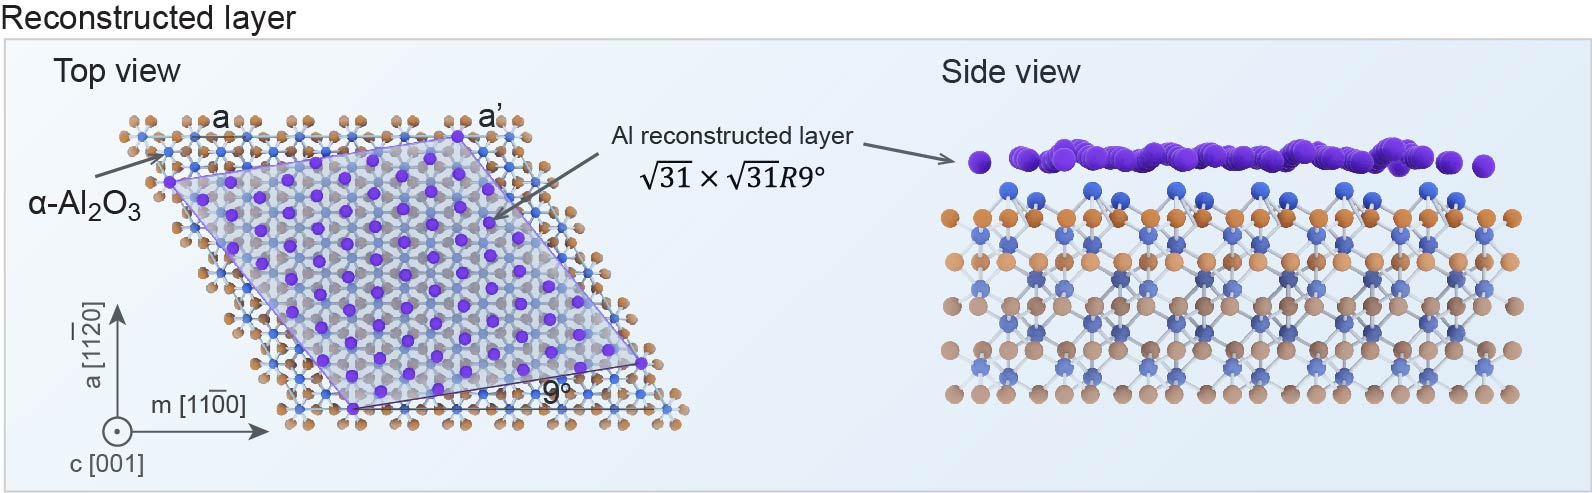 Reconstructed layer
Top view
Side view
a
a’
Al reconstructed layer
√31 × √31R9°
α-Al₂O₃
a [112̅0]
m [11̅00]
c [001]
9°